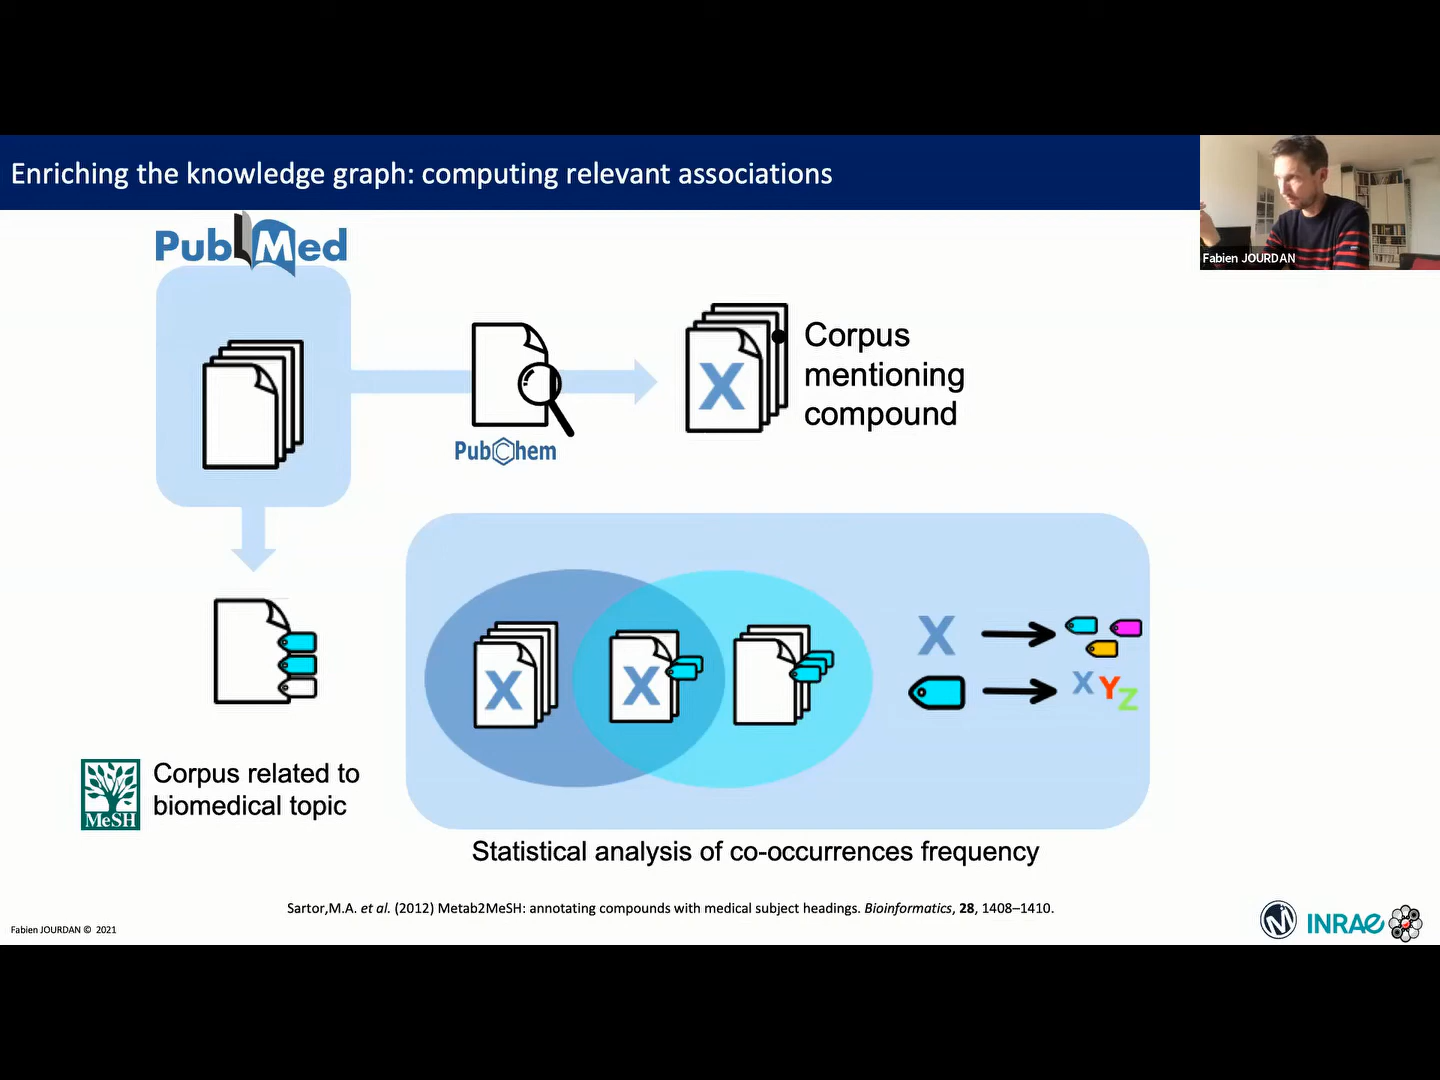 Enriching the knowledge graph: computing relevant associations
Fabien JOURDAN
PubMed
X
Corpus
mentioning
compound
PubChem
X
X
X
X Y Z
MeSH
Corpus related to
biomedical topic
Statistical analysis of co-occurrences frequency
Sartor,M.A. et al. (2012) Metab2MeSH: annotating compounds with medical subject headings. Bioinformatics, 28, 1408–1410.
Fabien JOURDAN © 2021
M
INRAE